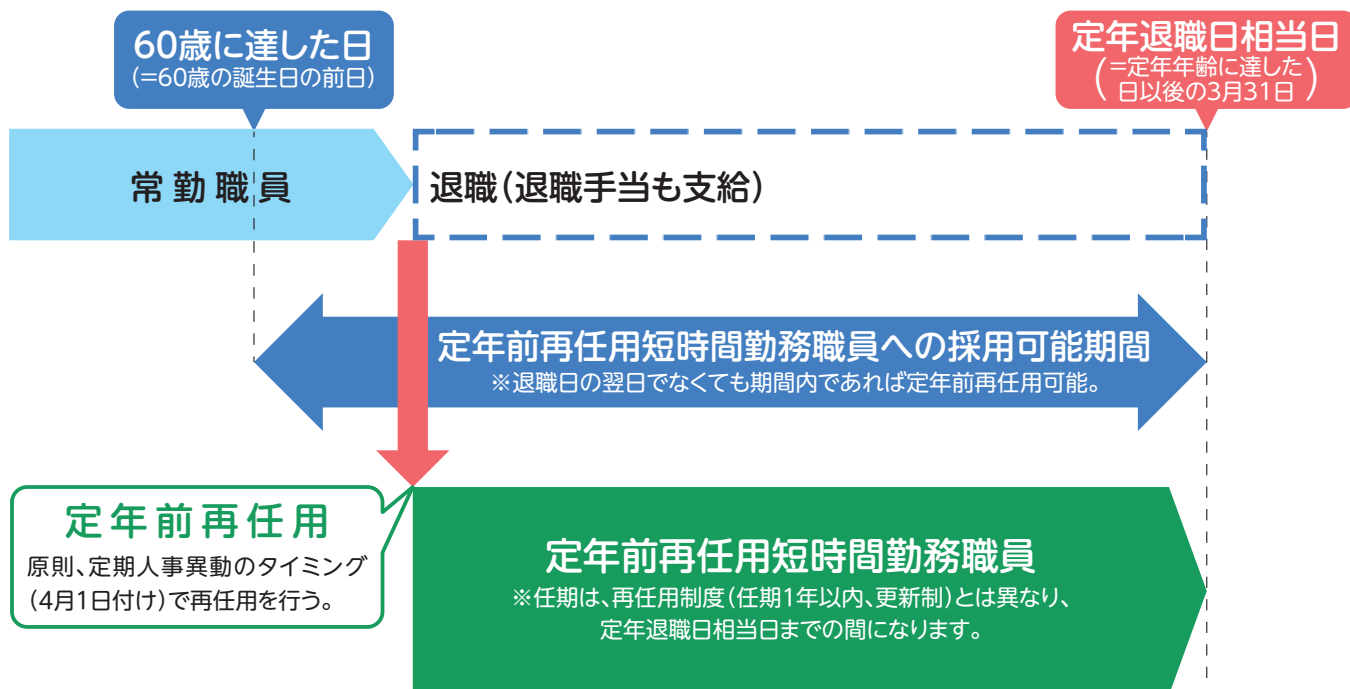 60歳に達した日
(=60歳の誕生日の前日)
定年退職日相当日
(=定年年齢に達した
日以後の3月31日)
常勤職員
退職(退職手当も支給)
定年前再任用短時間勤務職員への採用可能期間
※退職日の翌日でなくても期間内であれば定年前再任用可能。
定年前再任用
原則、定期人事異動のタイミング
(4月1日付け)で再任用を行う。
定年前再任用短時間勤務職員
※任期は、再任用制度(任期1年以内、更新制)とは異なり、
定年退職日相当日までの間になります。